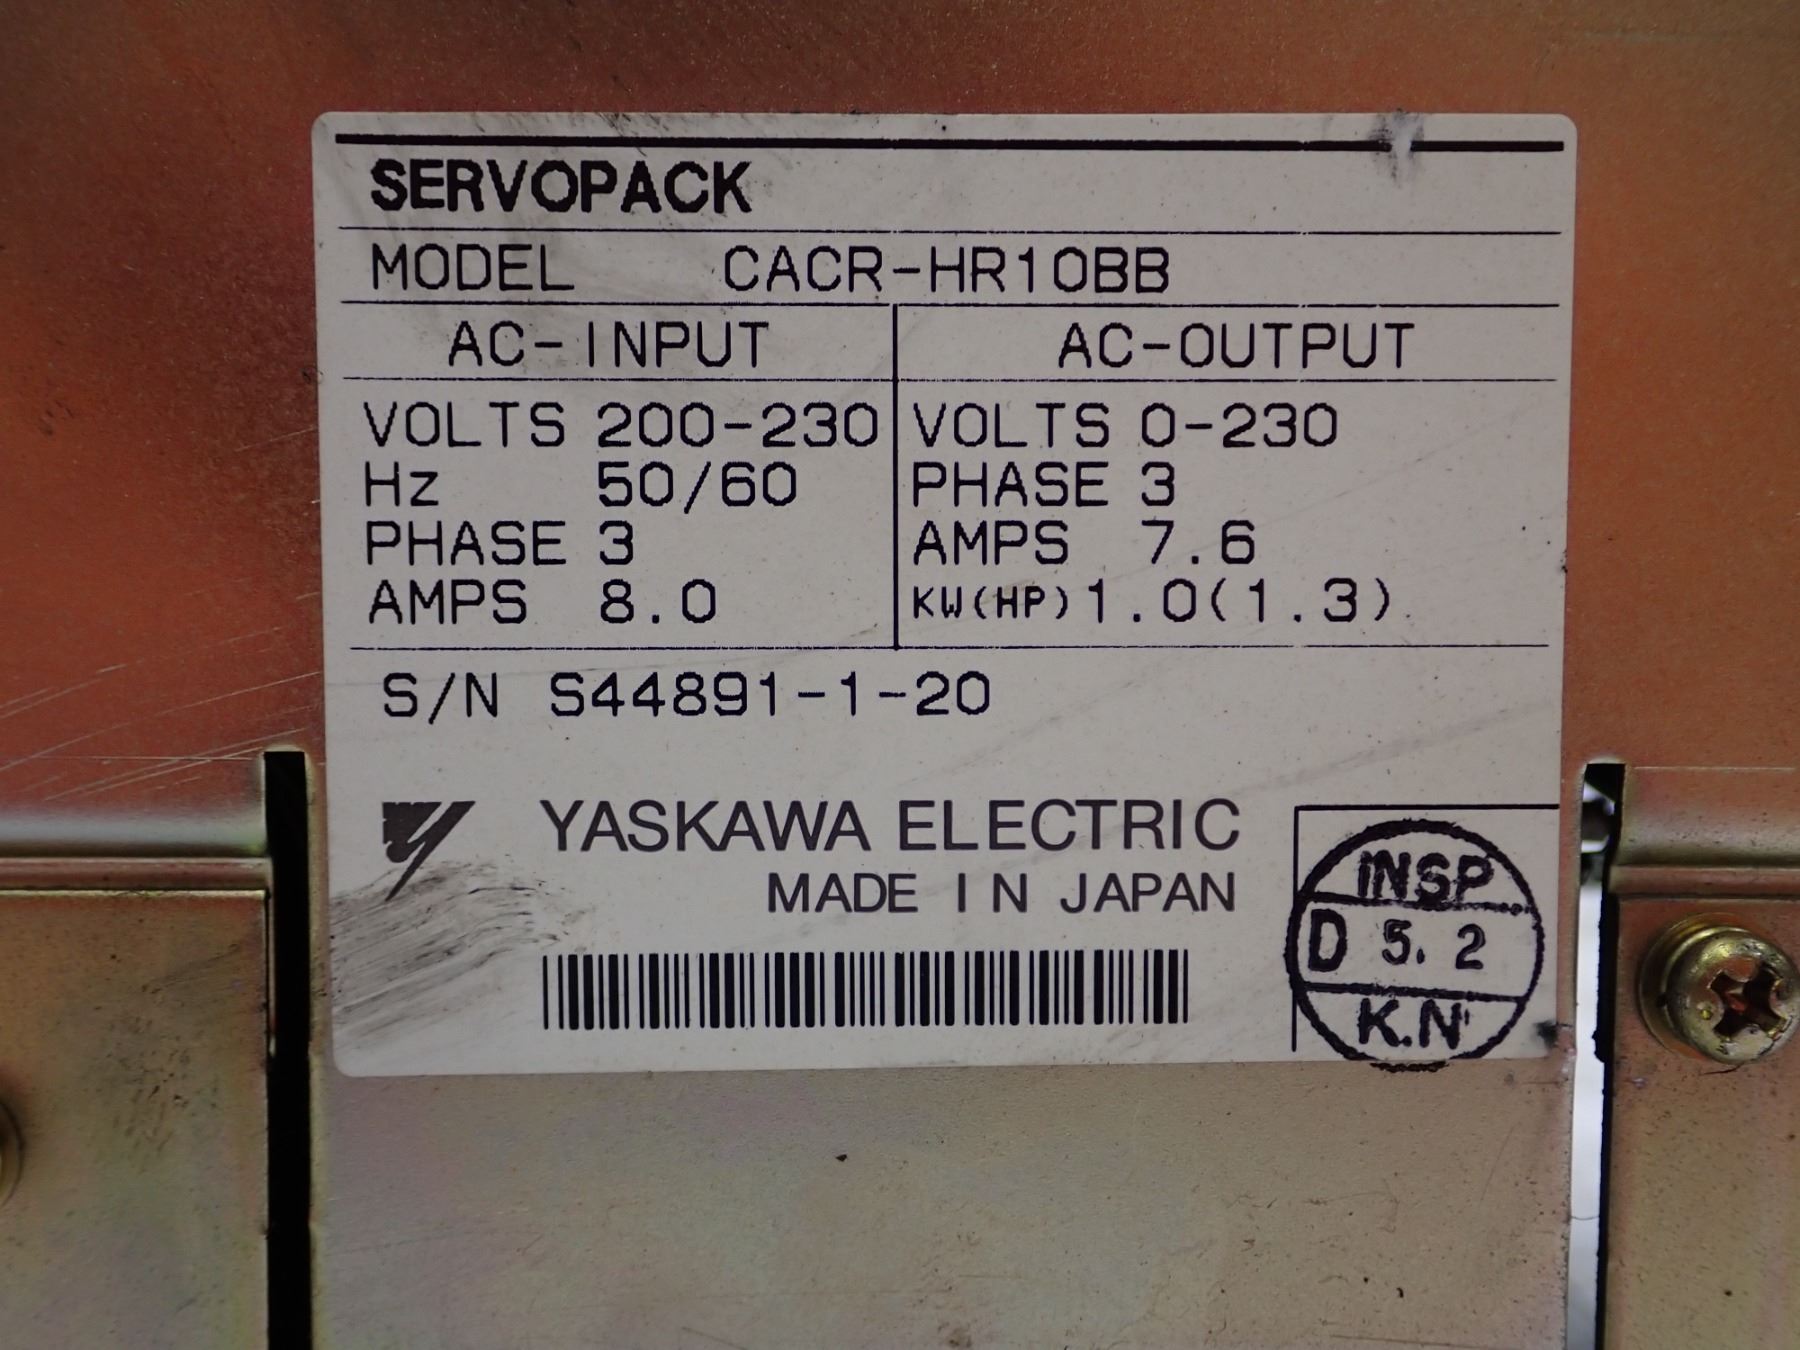 SERVOPACK
MODEL CACR-HR10BB
AC-INPUT AC-OUTPUT
VOLTS 200-230 VOLTS 0-230
Hz 50/60 PHASE 3
PHASE 3 AMPS 7.6
AMPS 8.0 KW(HP) 1.0(1.3)
S/N S44891-1-20
YASKAWA ELECTRIC
MADE IN JAPAN
INSP
D 5.2
K.N